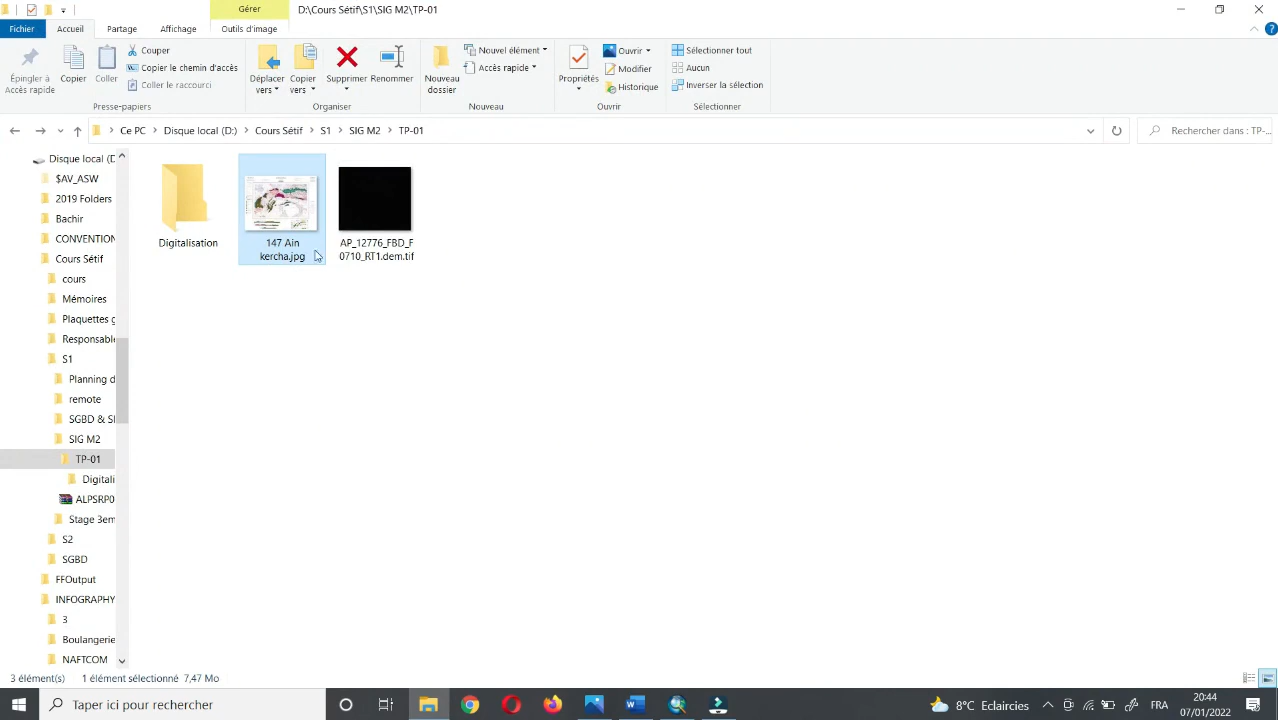 Gérer
D:\Cours Sétif\S1\SIG M2\TP-01
Fichier
Accueil
Partage
Affichage
Outils d'image
Épingler à
Accès rapide
Copier
Coller
Couper
Copier le chemin d'accès
Coller le raccourci
Presse-papiers
Déplacer
vers
Copier
vers
Supprimer
Renommer
Organiser
Nouveau
dossier
Nouvel élément
Accès rapide
Nouveau
Propriétés
Ouvrir
Modifier
Historique
Ouvrir
Sélectionner tout
Aucun
Inverser la sélection
Sélectionner
Ce PC
Disque local (D:)
Cours Sétif
S1
SIG M2
TP-01
Rechercher dans : TP-...
Disque local (D
$AV_ASW
2019 Folders
Bachir
CONVENTION
Cours Sétif
cours
Mémoires
Plaquettes g
Responsable
S1
Planning d
remote
SGBD & SI
SIG M2
TP-01
Digitali
ALPSRP0
Stage 3em
S2
SGBD
FFOutput
INFOGRAPHY
3
Boulangerie
NAFTCOM
Digitalisation
147 Ain
kercha.jpg
AP_12776_FBD_F
0710_RT1.dem.tif
3 élément(s)
1 élément sélectionné 7,47 Mo
Taper ici pour rechercher
8°C Eclaircies
FRA
20:44
07/01/2022